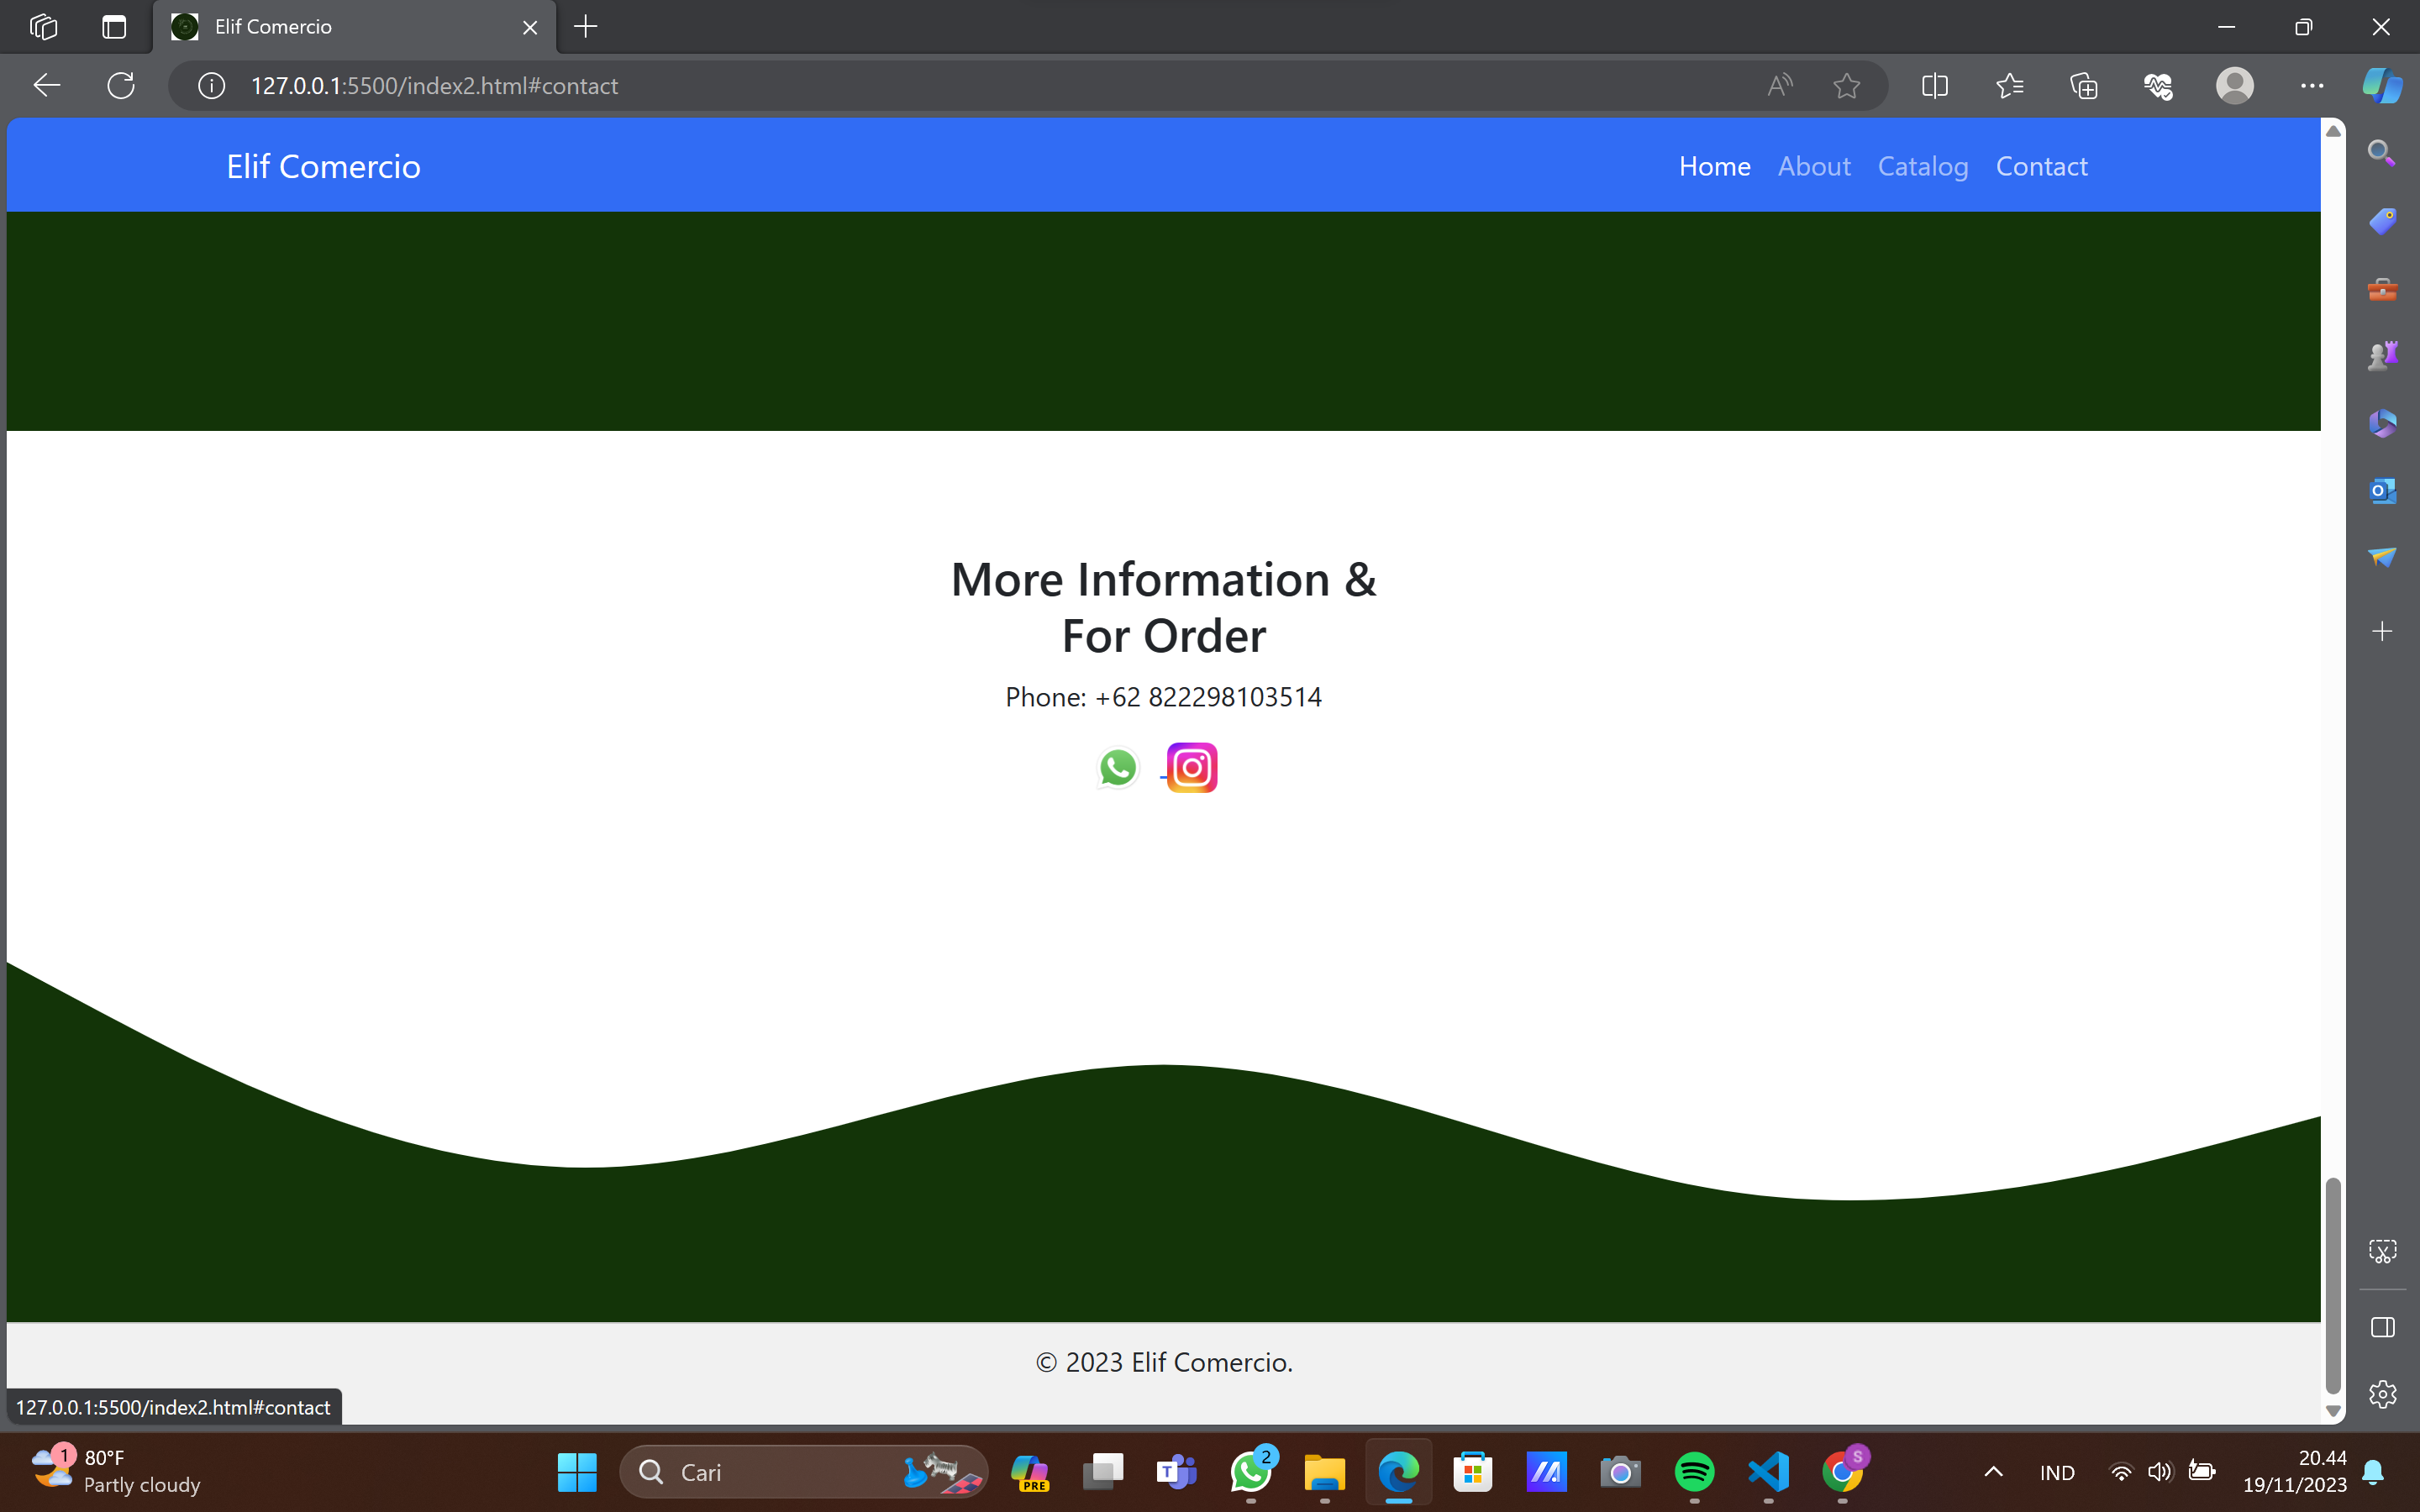 Elif Comercio
127.0.0.1:5500/index2.html#contact
Elif Comercio
Home About Catalog Contact
More Information &
For Order
Phone: +62 822298103514
© 2023 Elif Comercio.
127.0.0.1:5500/index2.html#contact
1
80°F
Partly cloudy
Cari
PRE
T
2
S
O
A
IND
20.44
19/11/2023